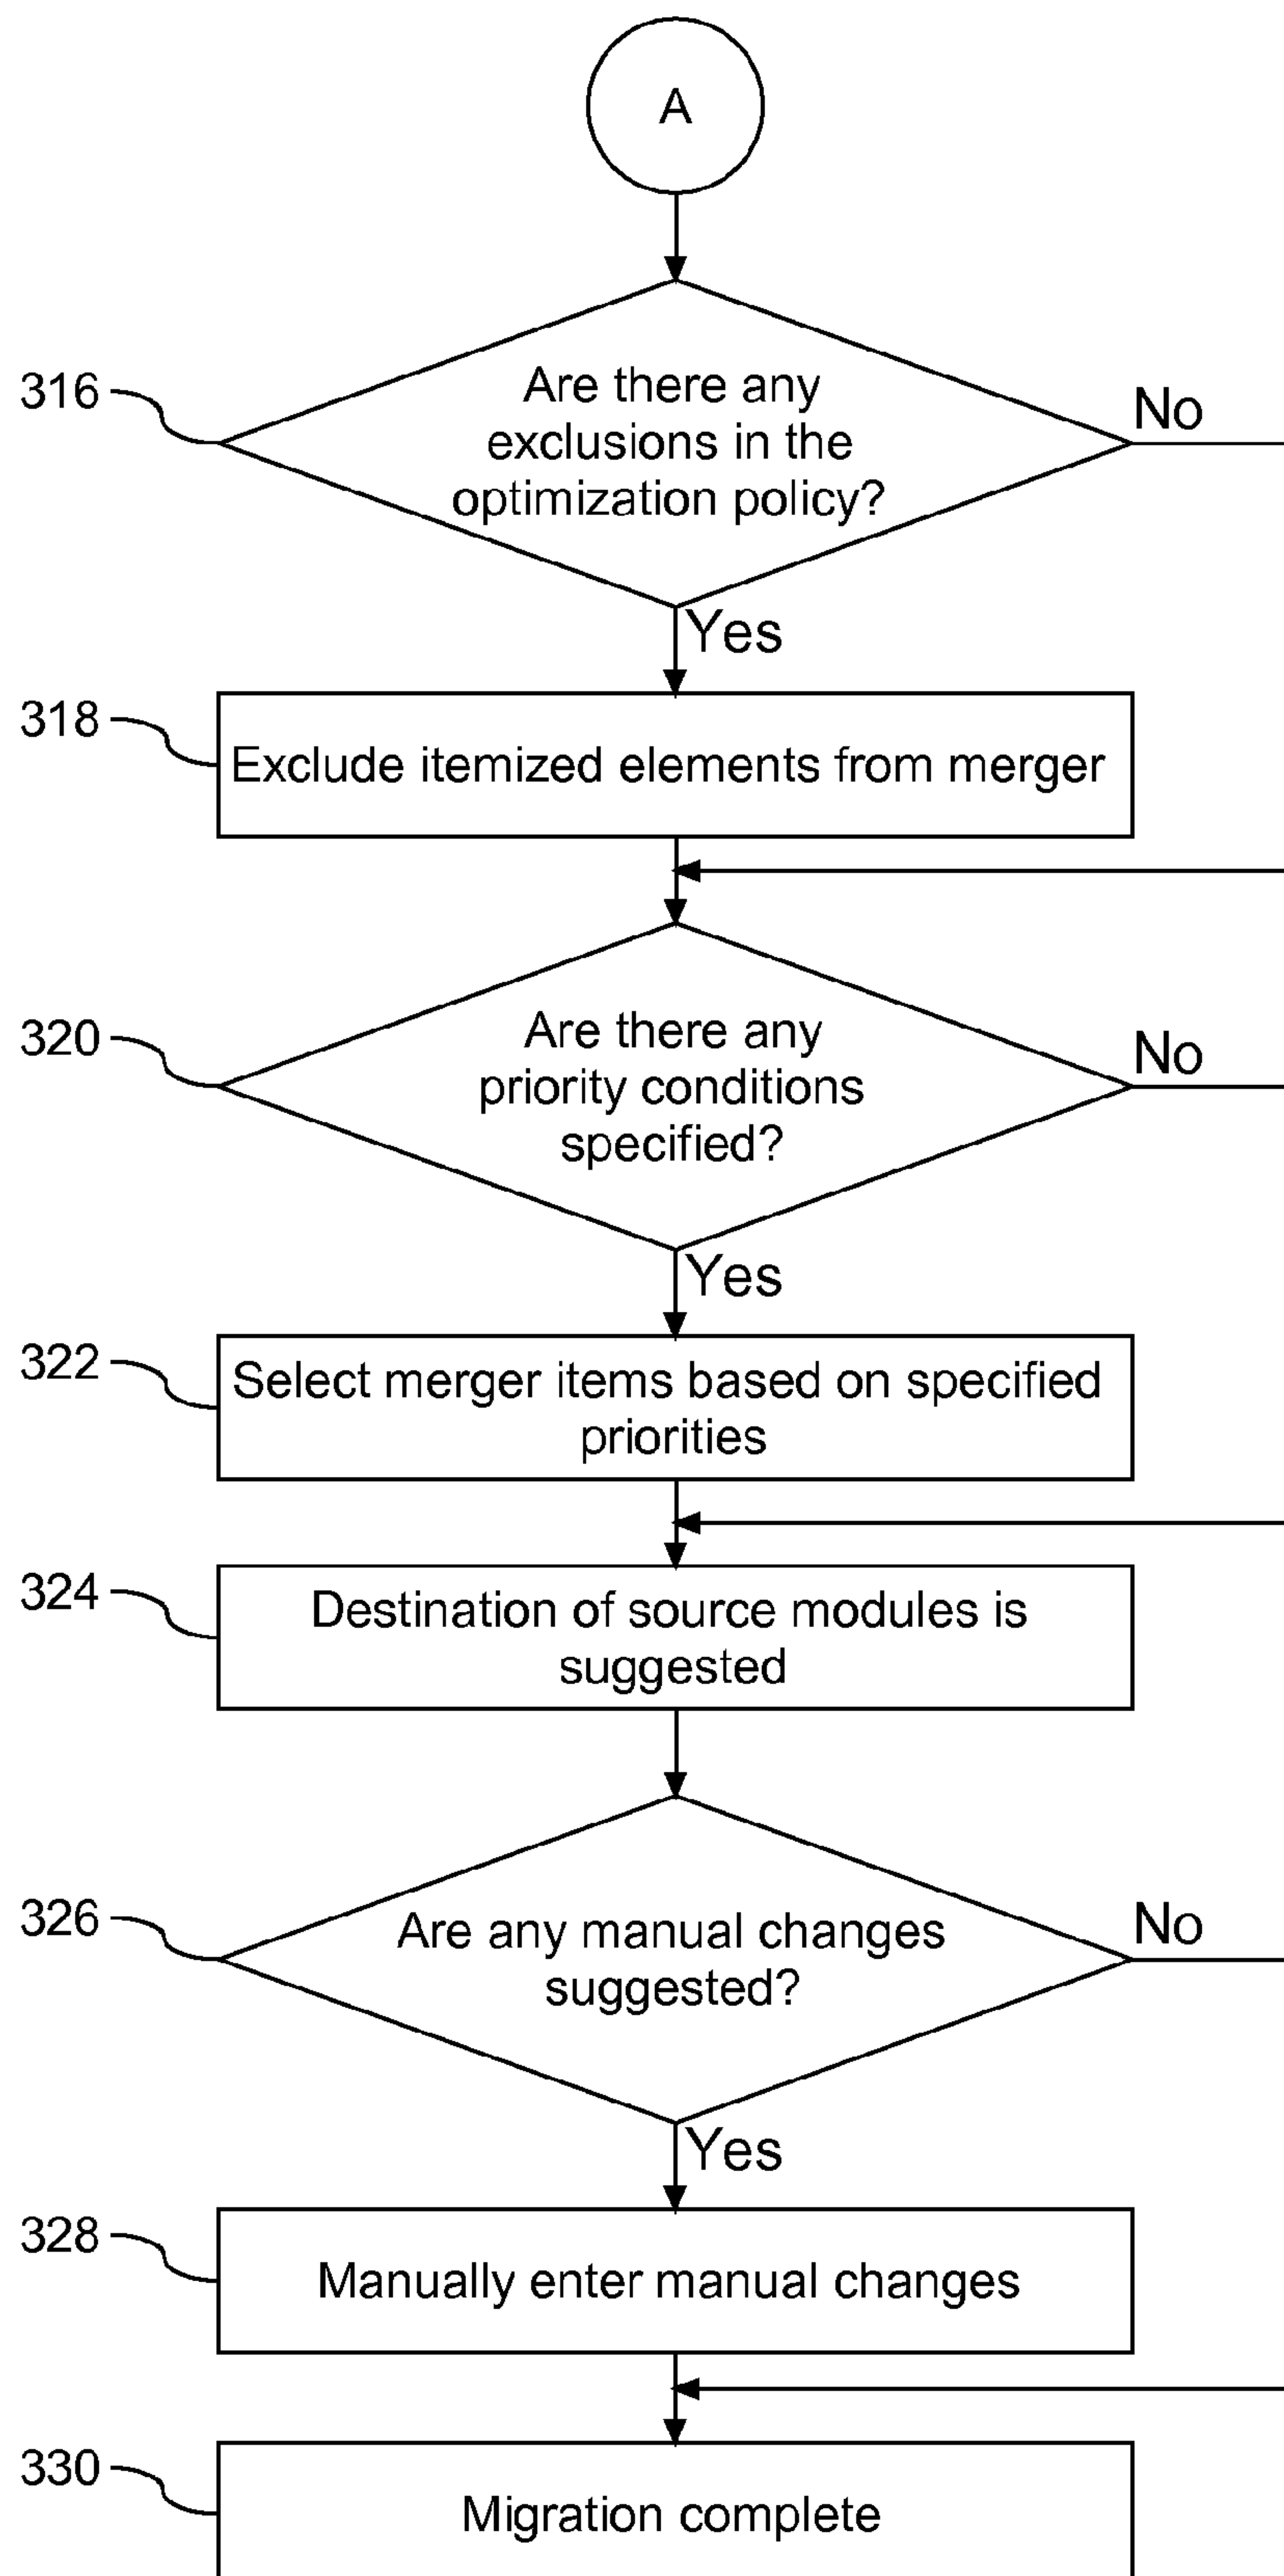 A
316
Are there any
exclusions in the
optimization policy?
No
Yes
318
Exclude itemized elements from merger
320
Are there any
priority conditions
specified?
No
Yes
322
Select merger items based on specified
priorities
324
Destination of source modules is
suggested
326
Are any manual changes
suggested?
No
Yes
328
Manually enter manual changes
330
Migration complete